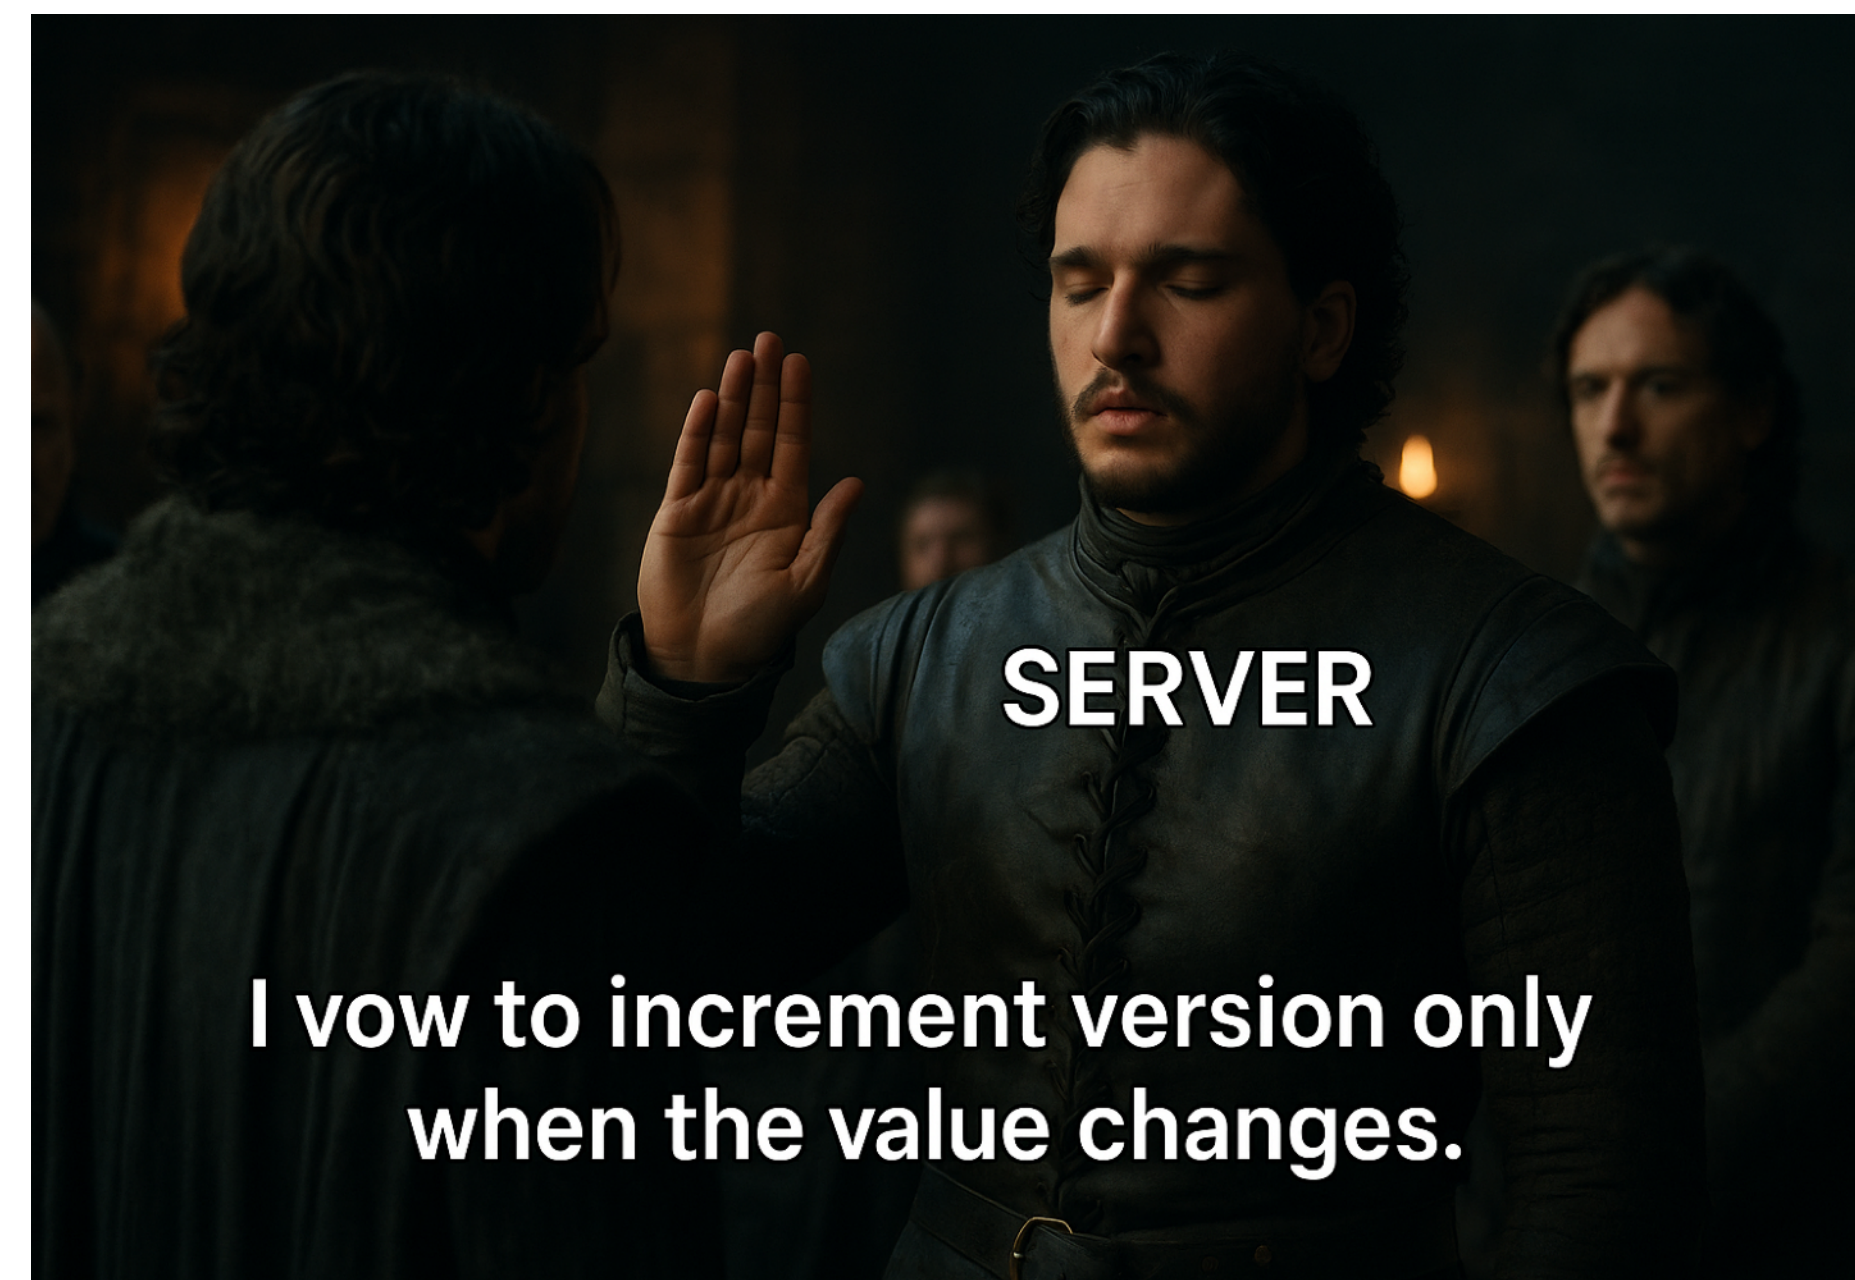 SERVER
I vow to increment version only
when the value changes.